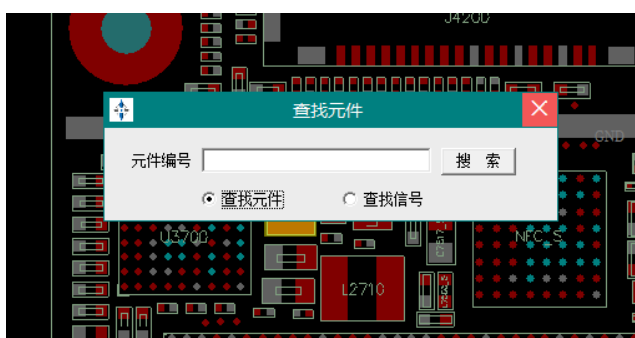 J4200
查找元件
GND
元件编号
搜 索
查找元件
查找信号
U3700
NFC_S
L2710